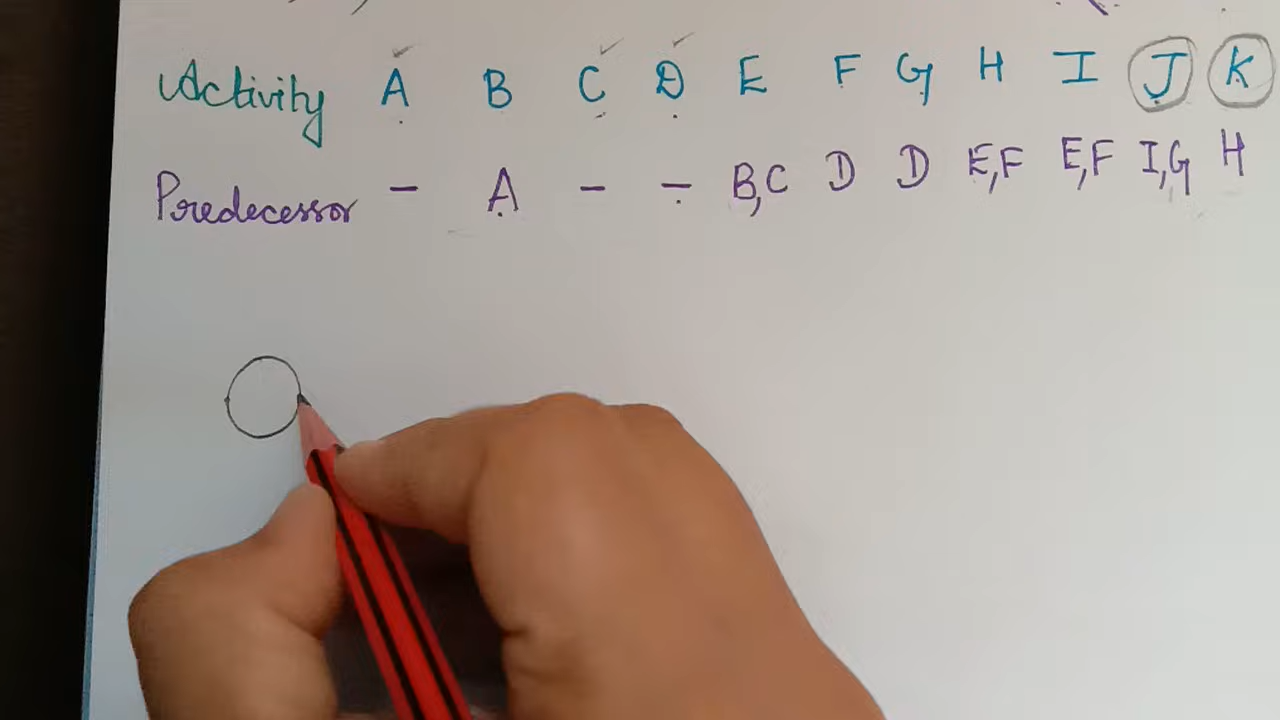 Activity A B C D E F G H I J K
Predecessor - A - - B,C D D E,F E,F I,G H